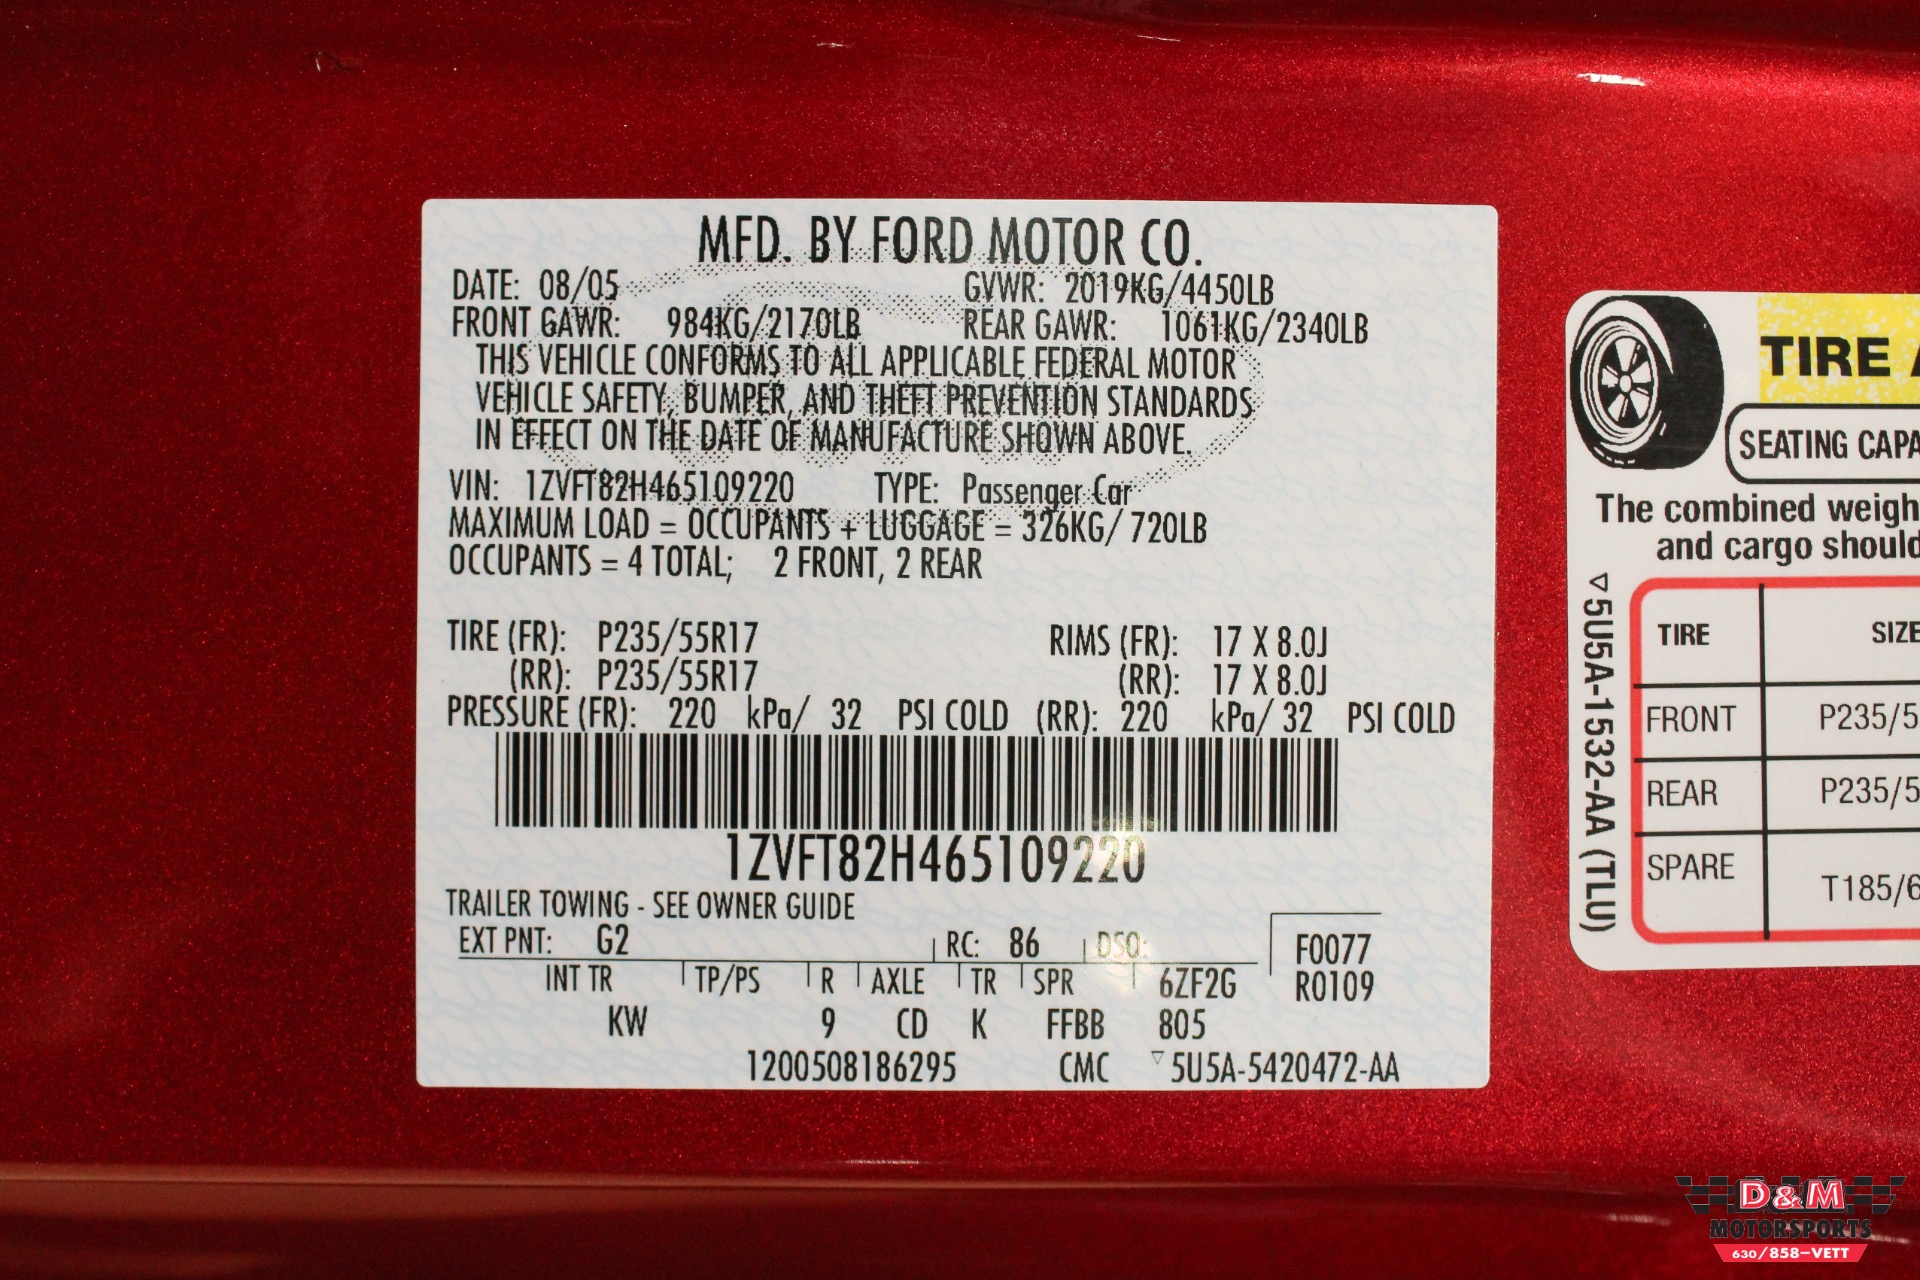 MFD. BY FORD MOTOR CO.
DATE: 08/05 GVWR: 2019KG/4450LB
FRONT GAWR: 984KG/2170LB REAR GAWR: 1061KG/2340LB
THIS VEHICLE CONFORMS TO ALL APPLICABLE FEDERAL MOTOR
VEHICLE SAFETY, BUMPER, AND THEFT PREVENTION STANDARDS
IN EFFECT ON THE DATE OF MANUFACTURE SHOWN ABOVE.
VIN: 1ZVFT82H465109220 TYPE: Passenger Car
MAXIMUM LOAD = OCCUPANTS + LUGGAGE = 326KG/ 720LB
OCCUPANTS = 4 TOTAL; 2 FRONT, 2 REAR
TIRE (FR): P235/55R17 RIMS (FR): 17 X 8.0J
(RR): P235/55R17 (RR): 17 X 8.0J
PRESSURE (FR): 220 kPa/ 32 PSI COLD (RR): 220 kPa/ 32 PSI COLD
1ZVFT82H465109220
TRAILER TOWING - SEE OWNER GUIDE
EXT PNT: G2 RC: 86 DSO: F0077
INT TR TP/PS R AXLE TR SPR 6ZF2G R0109
KW 9 CD K FFBB 805
1200508186295 CMC ▽5U5A-5420472-AA
TIRE A
SEATING CAPA
The combined weigh
and cargo should
▽5U5A-1532-AA (TLU)
TIRE SIZE
FRONT P235/5
REAR P235/5
SPARE T185/6
D&M
MOTORSPORTS
630/858-VETT